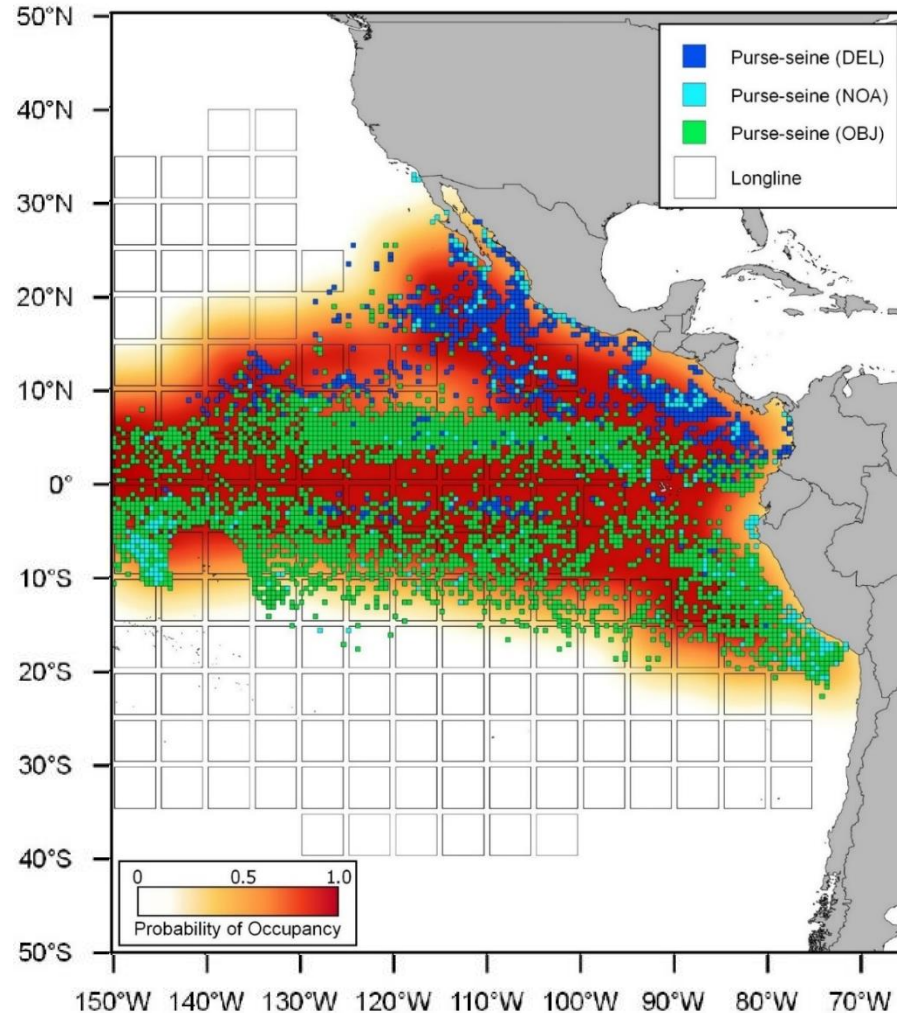 50°N
40°N
30°N
20°N
10°N
0°
10°S
20°S
30°S
40°S
50°S
Purse-seine (DEL)
Purse-seine (NOA)
Purse-seine (OBJ)
Longline
0 0.5 1.0
Probability of Occupancy
150°W 140°W 130°W 120°W 110°W 100°W 90°W 80°W 70°W